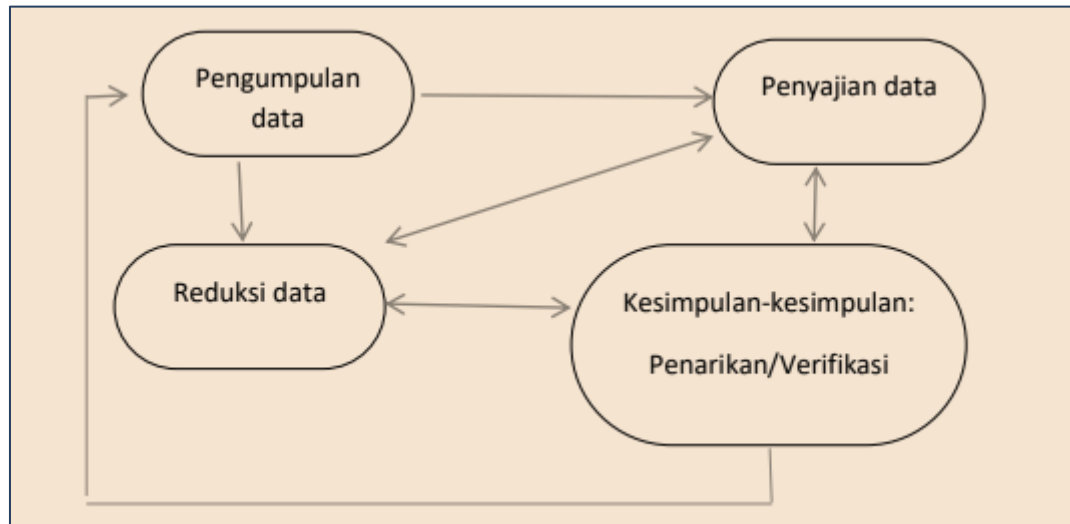 Pengumpulan
data
Penyajian data
Reduksi data
Kesimpulan-kesimpulan:
Penarikan/Verifikasi